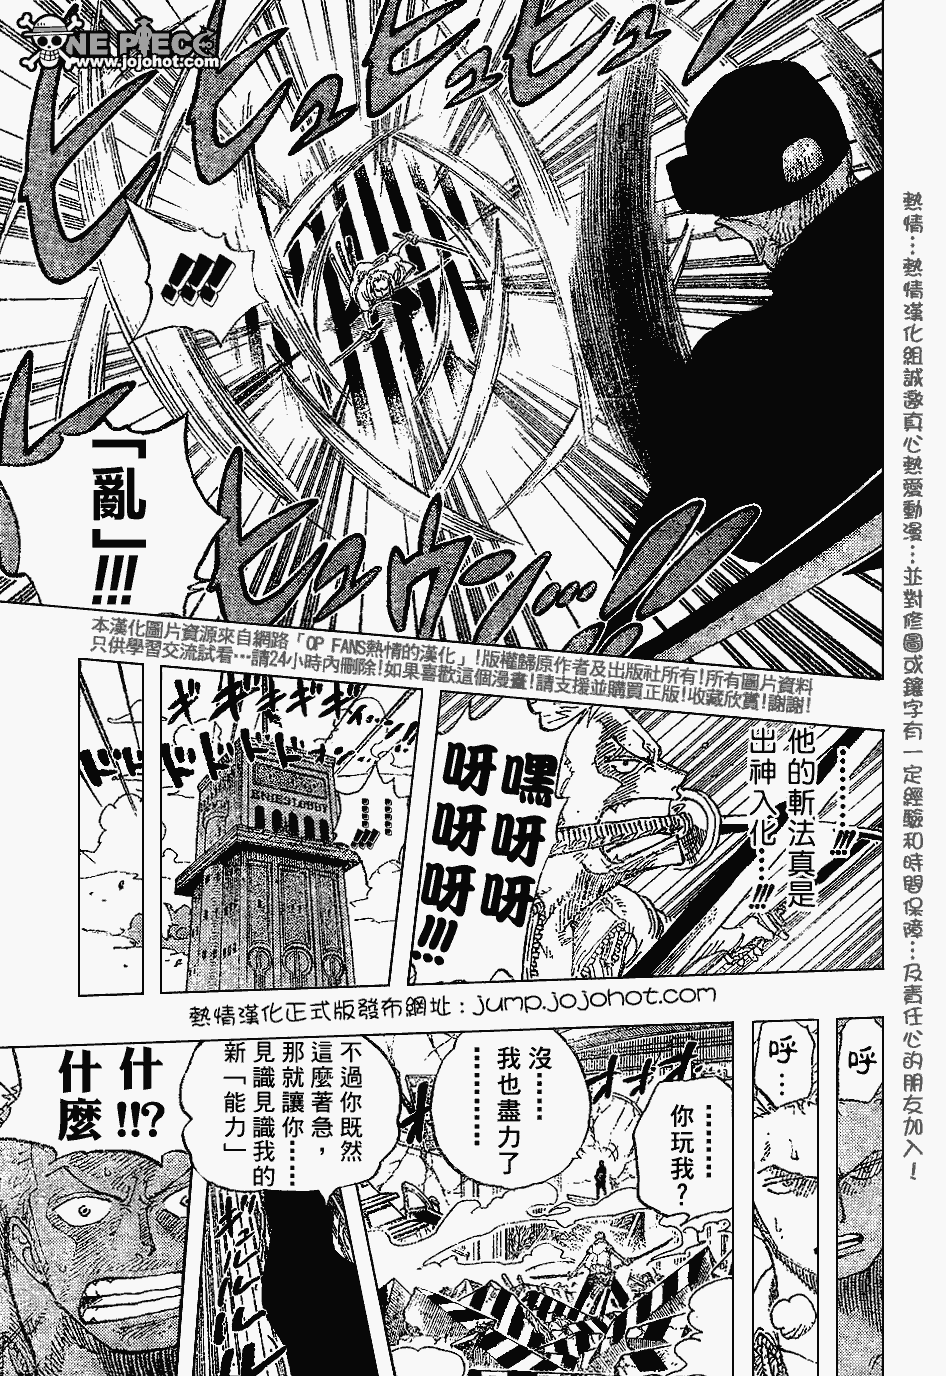 ONE PIECE
www.jojohot.com
ヒュュュュ
!!!!
「亂」!!!
ヒュウン…!!
本漢化圖片資源來自網路「OP FANS熱情的漢化」!版權歸原作者及出版社所有!所有圖片資料
只供學習交流試看…請24小時內刪除!如果喜歡這個漫畫!請支援並購買正版!收藏欣賞!謝謝!
………!!!
他的斬法真是
出神入化…!!!
嘿呀呀
呀呀呀!!!
ENIES LOBBY
……!!!
ドドドドドド
熱情漢化正式版發布網址：jump.jojohot.com
呼
呼…
………
你玩我?
沒……
我也盡力了
………
不過你既然
這麼著急，
那就讓你……
見識見識我的
新「能力」
什!!?
什麼
熱情…熱情漢化組誠邀真心熱愛動漫…並對修圖或鑲字有一定經驗和時間保障…及責任心的朋友加入!